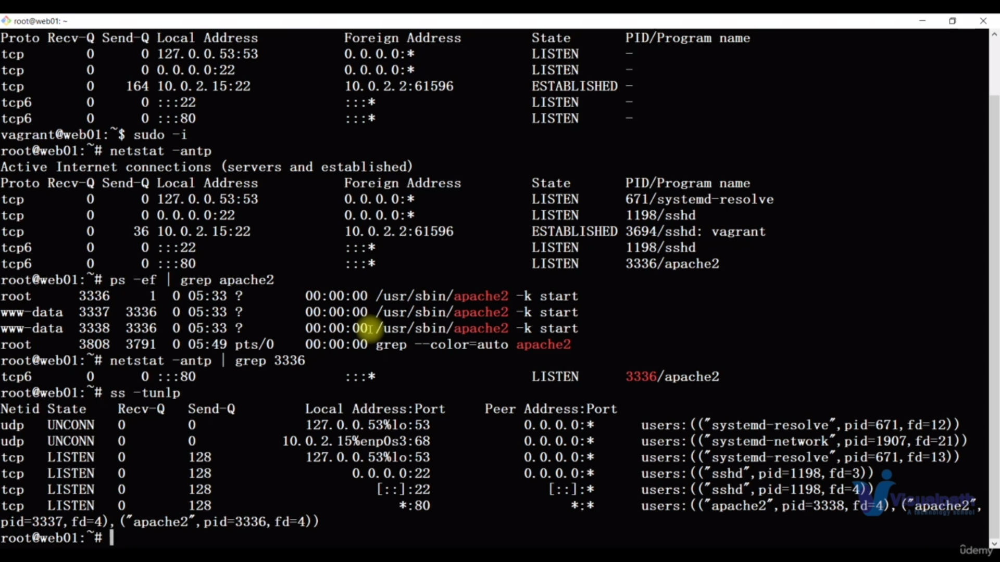 root@web01: ~
Proto Recv-Q Send-Q Local Address Foreign Address State PID/Program name
tcp 0 0 127.0.0.53:53 0.0.0.0:* LISTEN -
tcp 0 0 0.0.0.0:22 0.0.0.0:* LISTEN -
tcp 0 164 10.0.2.15:22 10.0.2.2:61596 ESTABLISHED -
tcp6 0 0 :::22 :::* LISTEN -
tcp6 0 0 :::80 :::* LISTEN -
vagrant@web01:~$ sudo -i
root@web01:~# netstat -antp
Active Internet connections (servers and established)
Proto Recv-Q Send-Q Local Address Foreign Address State PID/Program name
tcp 0 0 127.0.0.53:53 0.0.0.0:* LISTEN 671/systemd-resolve
tcp 0 0 0.0.0.0:22 0.0.0.0:* LISTEN 1198/sshd
tcp 0 36 10.0.2.15:22 10.0.2.2:61596 ESTABLISHED 3694/sshd: vagrant
tcp6 0 0 :::22 :::* LISTEN 1198/sshd
tcp6 0 0 :::80 :::* LISTEN 3336/apache2
root@web01:~# ps -ef | grep apache2
root 3336 1 0 05:33 ? 00:00:00 /usr/sbin/apache2 -k start
www-data 3337 3336 0 05:33 ? 00:00:00 /usr/sbin/apache2 -k start
www-data 3338 3336 0 05:33 ? 00:00:00 /usr/sbin/apache2 -k start
root 3808 3791 0 05:49 pts/0 00:00:00 grep --color=auto apache2
root@web01:~# netstat -antp | grep 3336
tcp6 0 0 :::80 :::* LISTEN 3336/apache2
root@web01:~# ss -tunlp
Netid State Recv-Q Send-Q Local Address:Port Peer Address:Port
udp UNCONN 0 0 127.0.0.53%lo:53 0.0.0.0:* users:(("systemd-resolve",pid=671,fd=12))
udp UNCONN 0 0 10.0.2.15%enp0s3:68 0.0.0.0:* users:(("systemd-network",pid=1907,fd=21))
tcp LISTEN 0 128 127.0.0.53%lo:53 0.0.0.0:* users:(("systemd-resolve",pid=671,fd=13))
tcp LISTEN 0 128 0.0.0.0:22 0.0.0.0:* users:(("sshd",pid=1198,fd=3))
tcp LISTEN 0 128 [::]:22 [::]:* users:(("sshd",pid=1198,fd=4))
tcp LISTEN 0 128 *:80 *:* users:(("apache2",pid=3338,fd=4),("apache2",
pid=3337,fd=4),("apache2",pid=3336,fd=4))
root@web01:~#
Visualpath
A technology school
ûdemy